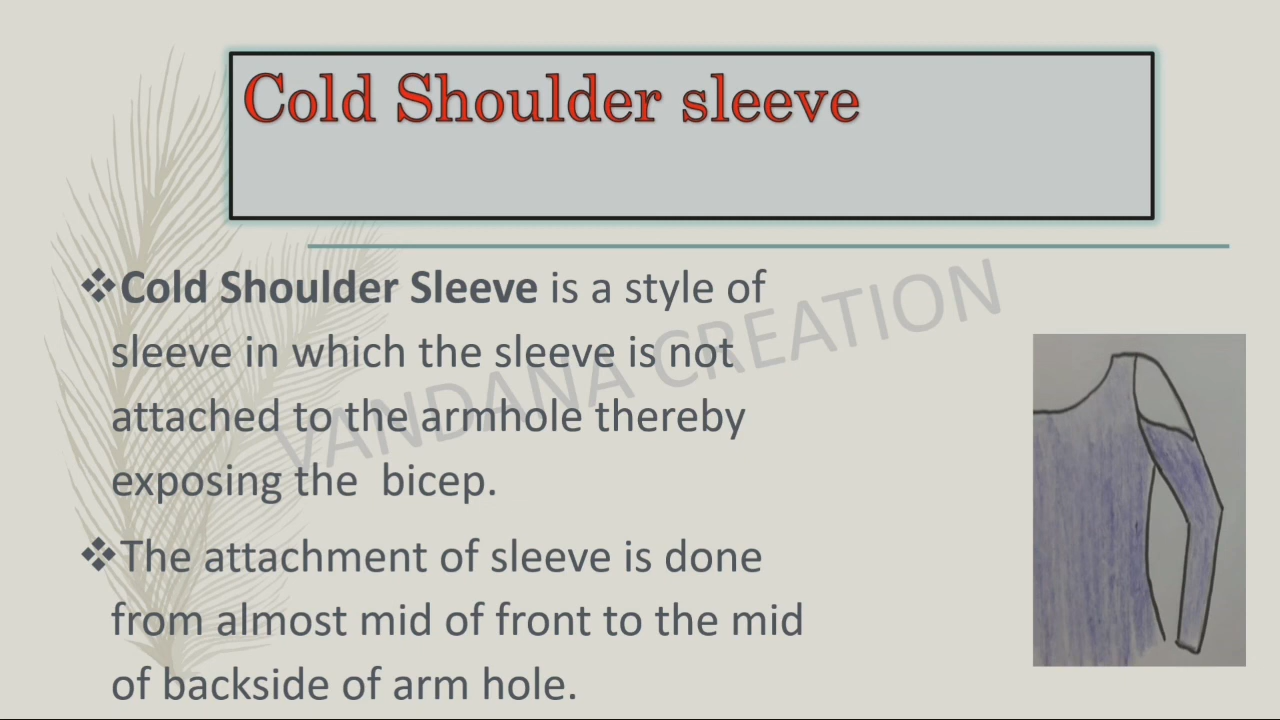 Cold Shoulder sleeve
❖Cold Shoulder Sleeve is a style of
sleeve in which the sleeve is not
attached to the armhole thereby
exposing the  bicep.
❖The attachment of sleeve is done
from almost mid of front to the mid
of backside of arm hole.
VANDANA CREATION